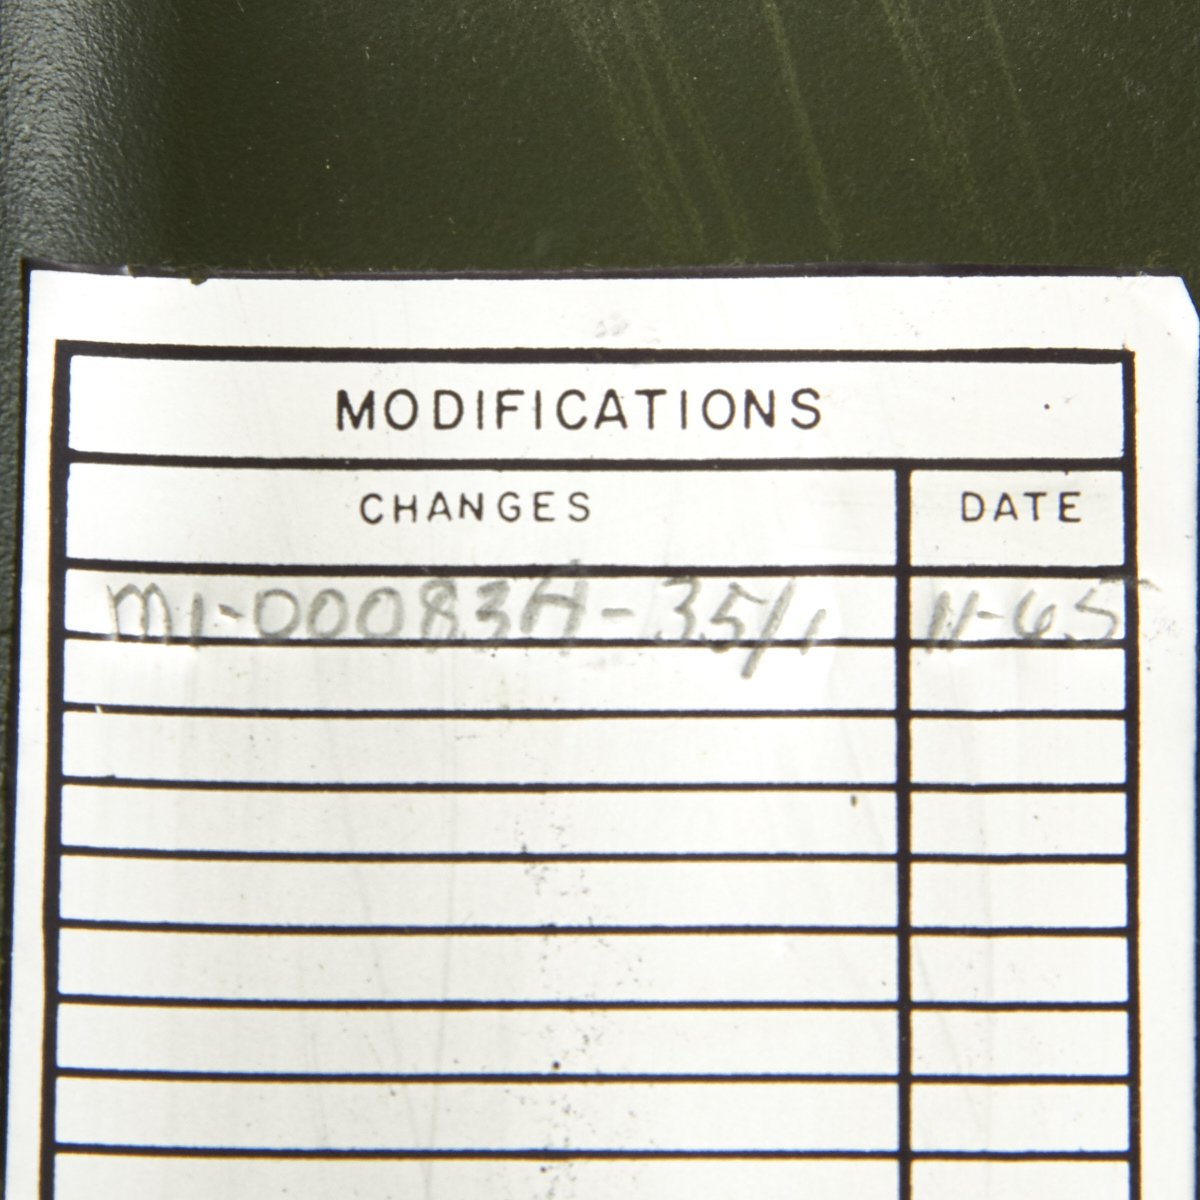 MODIFICATIONS
CHANGES DATE
MI-00083A-35/1 11-65